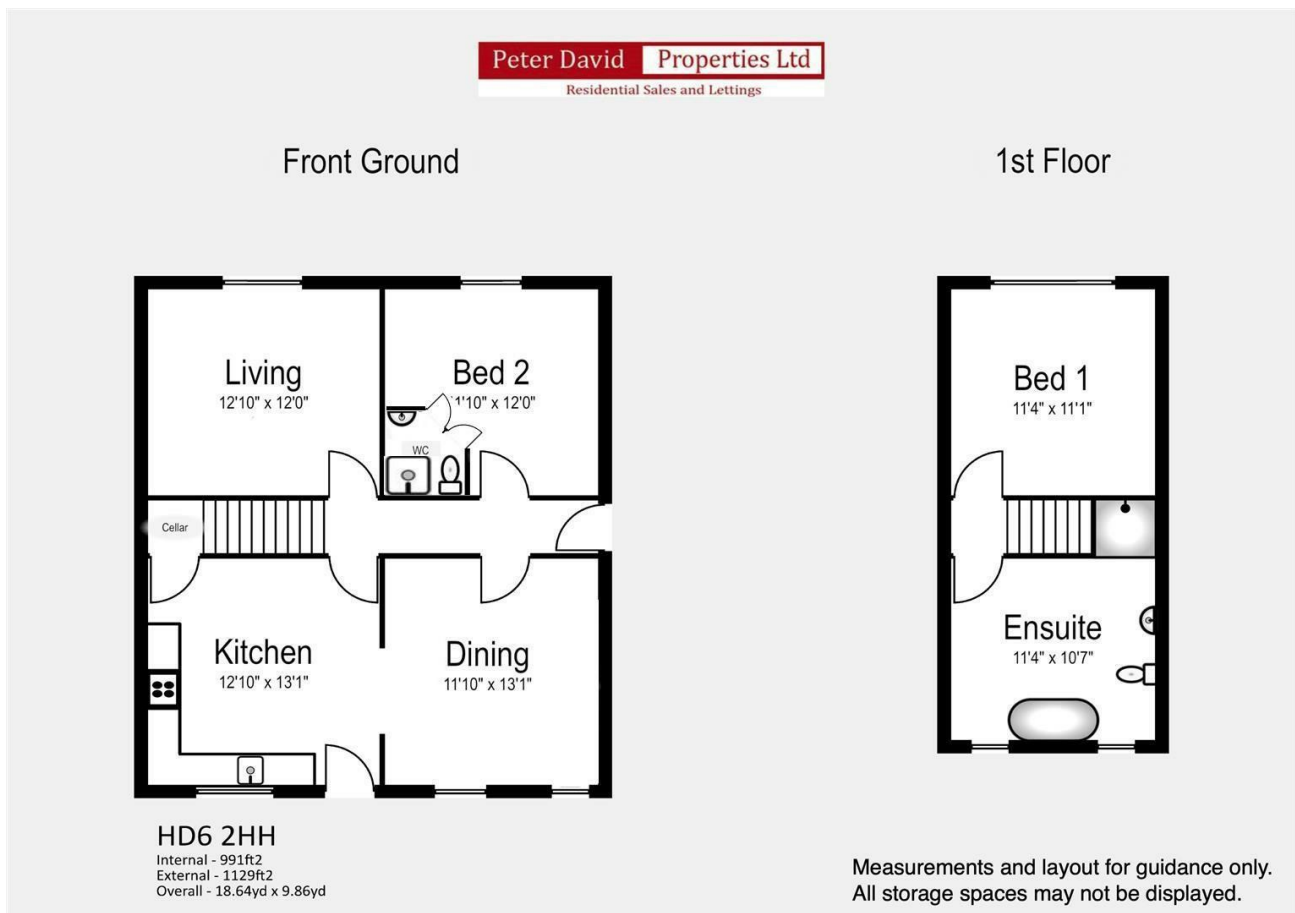 Peter David Properties Ltd
Residential Sales and Lettings
Front Ground
1st Floor
Living
12'10" x 12'0"
Bed 2
1'10" x 12'0"
WC
Bed 1
11'4" x 11'1"
Cellar
Kitchen
12'10" x 13'1"
Dining
11'10" x 13'1"
Ensuite
11'4" x 10'7"
HD6 2HH
Internal - 991ft2
External - 1129ft2
Overall - 18.64yd x 9.86yd
Measurements and layout for guidance only.
All storage spaces may not be displayed.